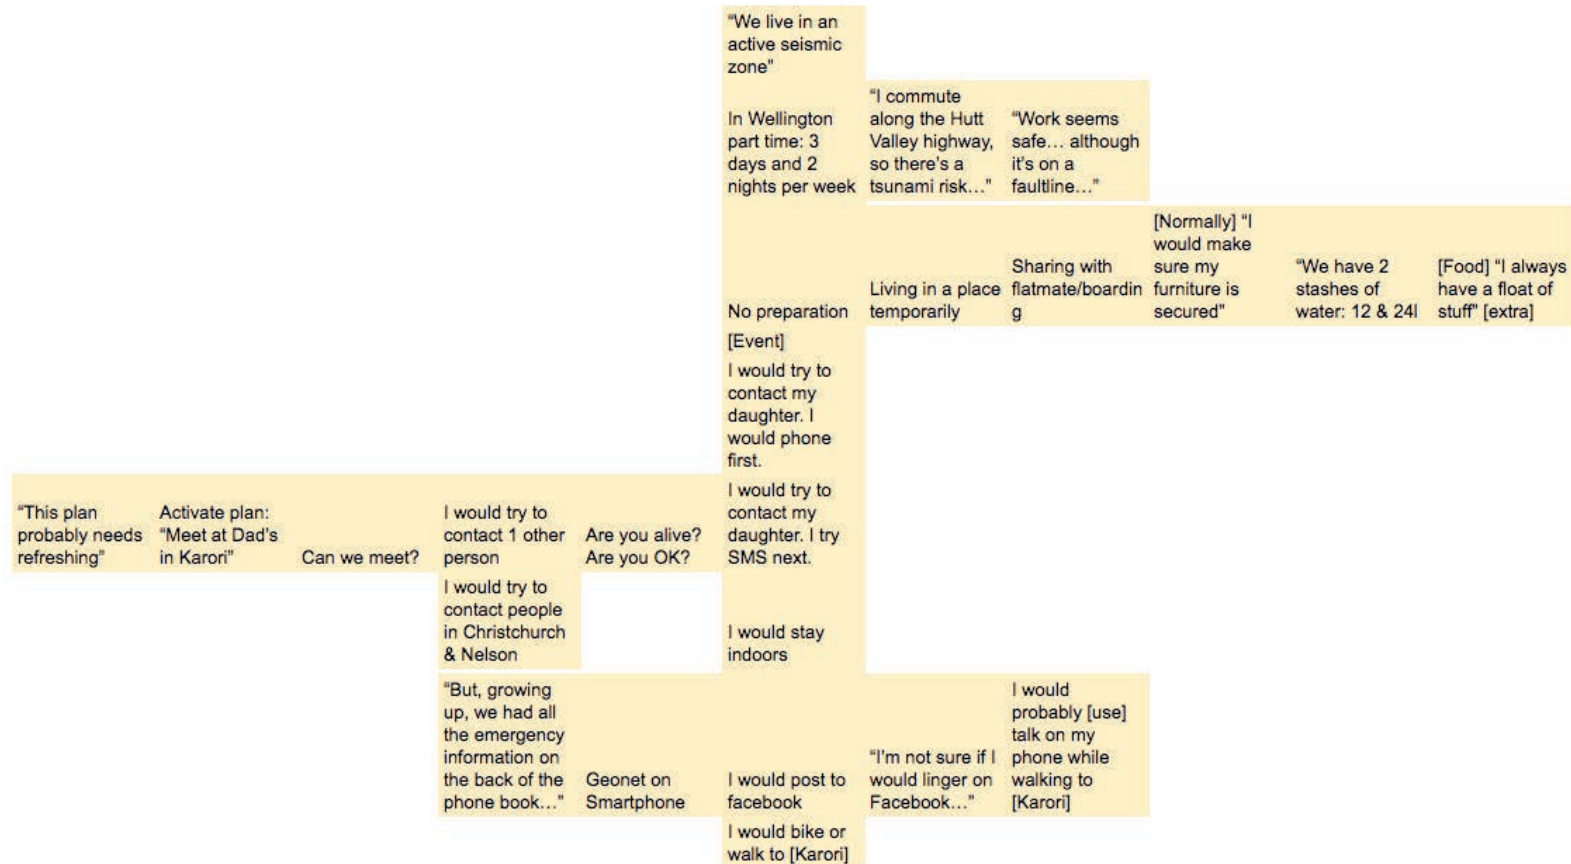 “We live in an
active seismic
zone”
In Wellington
part time: 3
days and 2
nights per week
“I commute
along the Hutt
Valley highway,
so there’s a
tsunami risk…”
“Work seems
safe… although
it’s on a
faultline…”
No preparation
Living in a place
temporarily
Sharing with
flatmate/boardin
g
[Normally] “I
would make
sure my
furniture is
secured”
“We have 2
stashes of
water: 12 & 24l
[Food] “I always
have a float of
stuff” [extra]
[Event]
I would try to
contact my
daughter. I
would phone
first.
“This plan
probably needs
refreshing”
Activate plan:
“Meet at Dad’s
in Karori”
Can we meet?
I would try to
contact 1 other
person
Are you alive?
Are you OK?
I would try to
contact my
daughter. I try
SMS next.
I would try to
contact people
in Christchurch
& Nelson
I would stay
indoors
“But, growing
up, we had all
the emergency
information on
the back of the
phone book…”
Geonet on
Smartphone
I would post to
facebook
“I’m not sure if I
would linger on
Facebook…”
I would
probably [use]
talk on my
phone while
walking to
[Karori]
I would bike or
walk to [Karori]